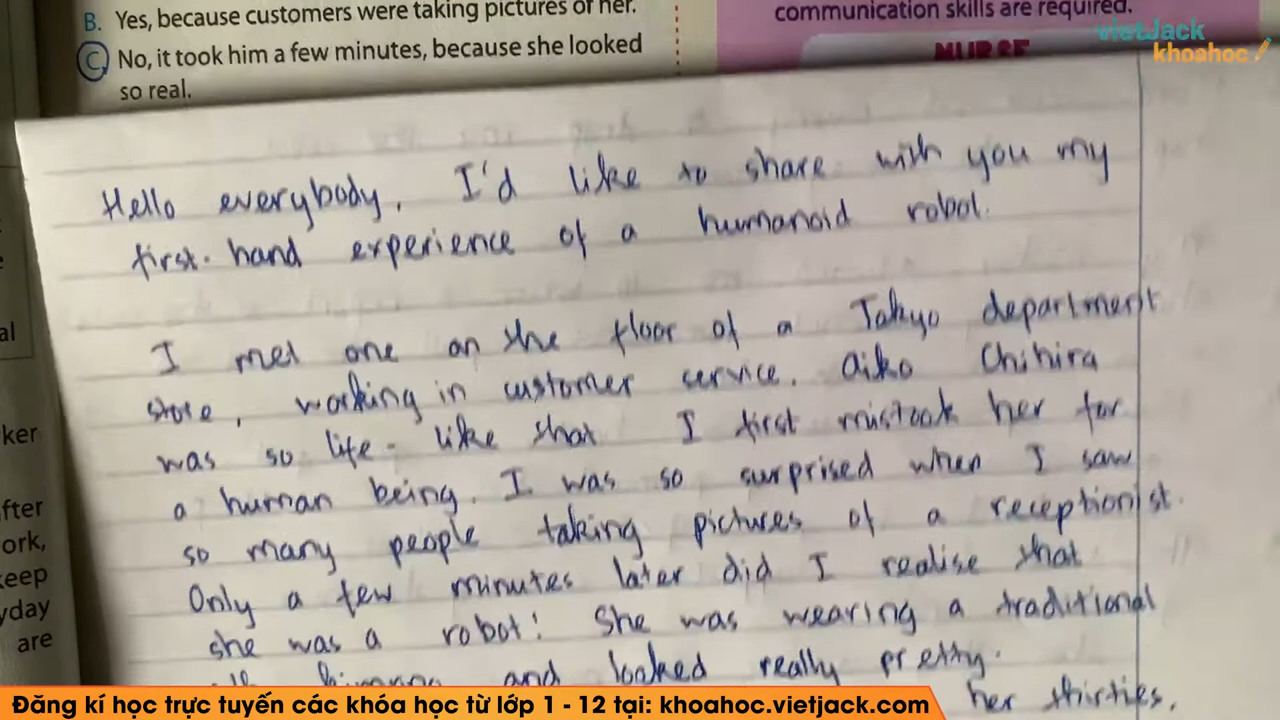 B. Yes, because customers were taking pictures of her.
C. No, it took him a few minutes, because she looked
so real.
communication skills are required.
NURSE
vietJack
khoahoc
al
ker
fter
ork,
keep
yday
are
Hello everybody. I'd like to share with you my
first-hand experience of a humanoid robot.
I met one on the floor of a Tokyo department
store, working in customer service. Aiko Chihira
was so life-like that I first mistook her for
a human being. I was so surprised when I saw
so many people taking pictures of a receptionist.
Only a few minutes later did I realise that
she was a robot! She was wearing a traditional
and looked really pretty.
her thirties.
Đăng kí học trực tuyến các khóa học từ lớp 1 - 12 tại: khoahoc.vietjack.com